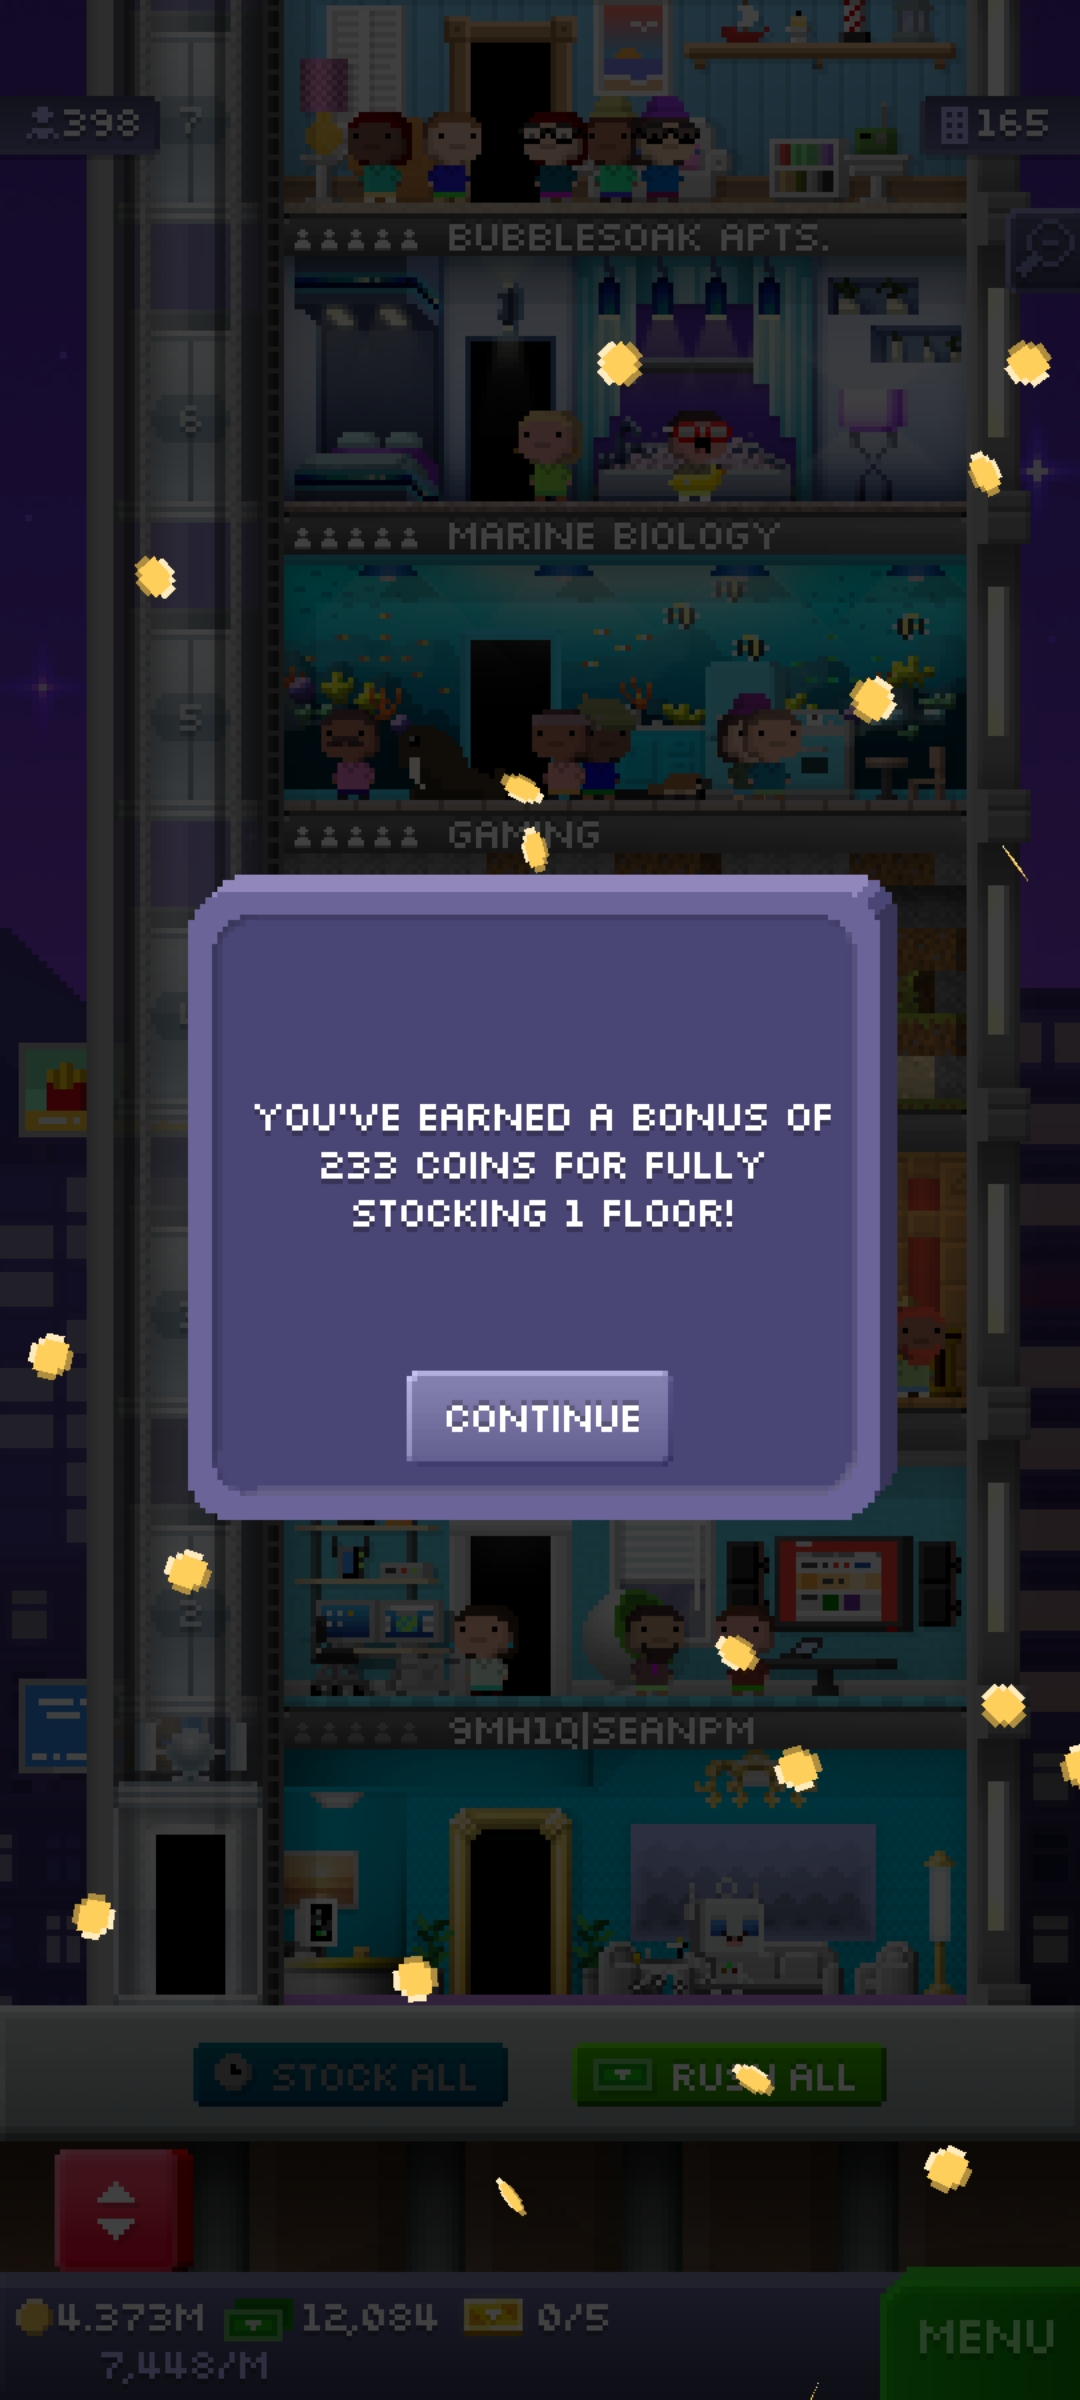 398
7
165
BUBBLESOAK APTS.
6
MARINE BIOLOGY
5
GAMING
YOU'VE EARNED A BONUS OF
233 COINS FOR FULLY
STOCKING 1 FLOOR!
CONTINUE
2
9MH1Q|SEANPM
STOCK ALL
RUSH ALL
4.373M
12,084
0/5
7,448/M
MENU